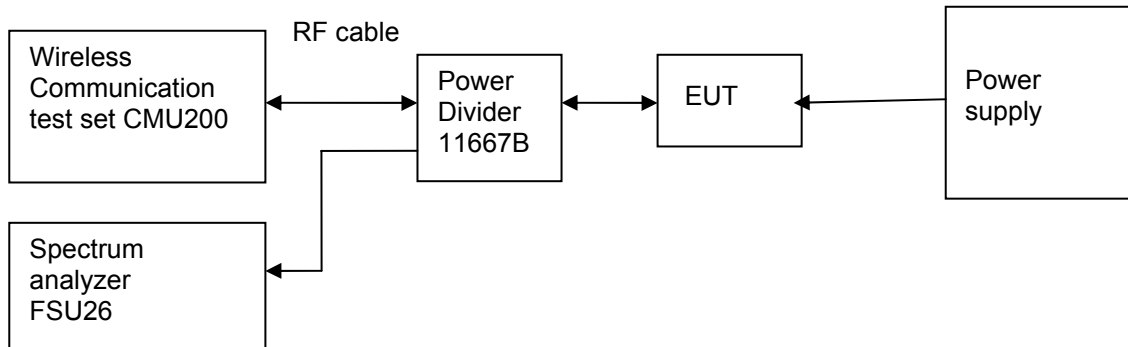 RF cable
Wireless
Communication
test set CMU200
Power
Divider
11667B
EUT
Power
supply
Spectrum
analyzer
FSU26